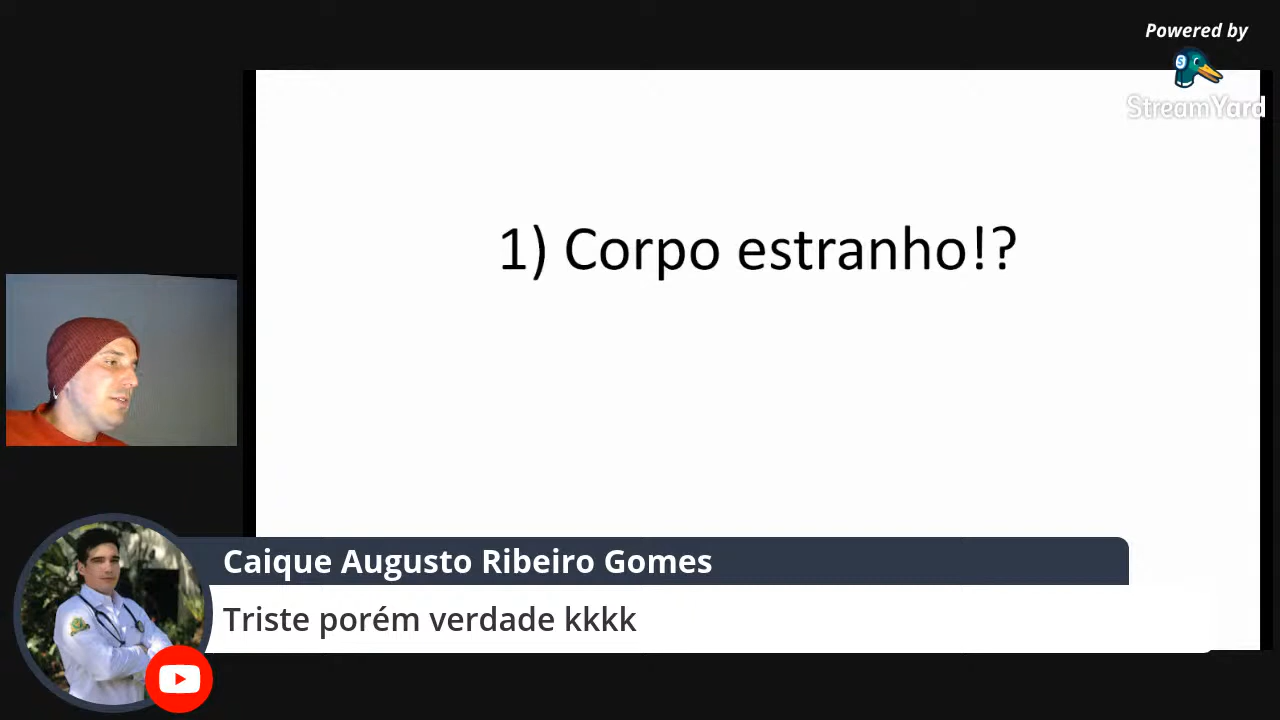 Powered by
StreamYard
1) Corpo estranho!?
Caique Augusto Ribeiro Gomes
Triste porém verdade kkkk